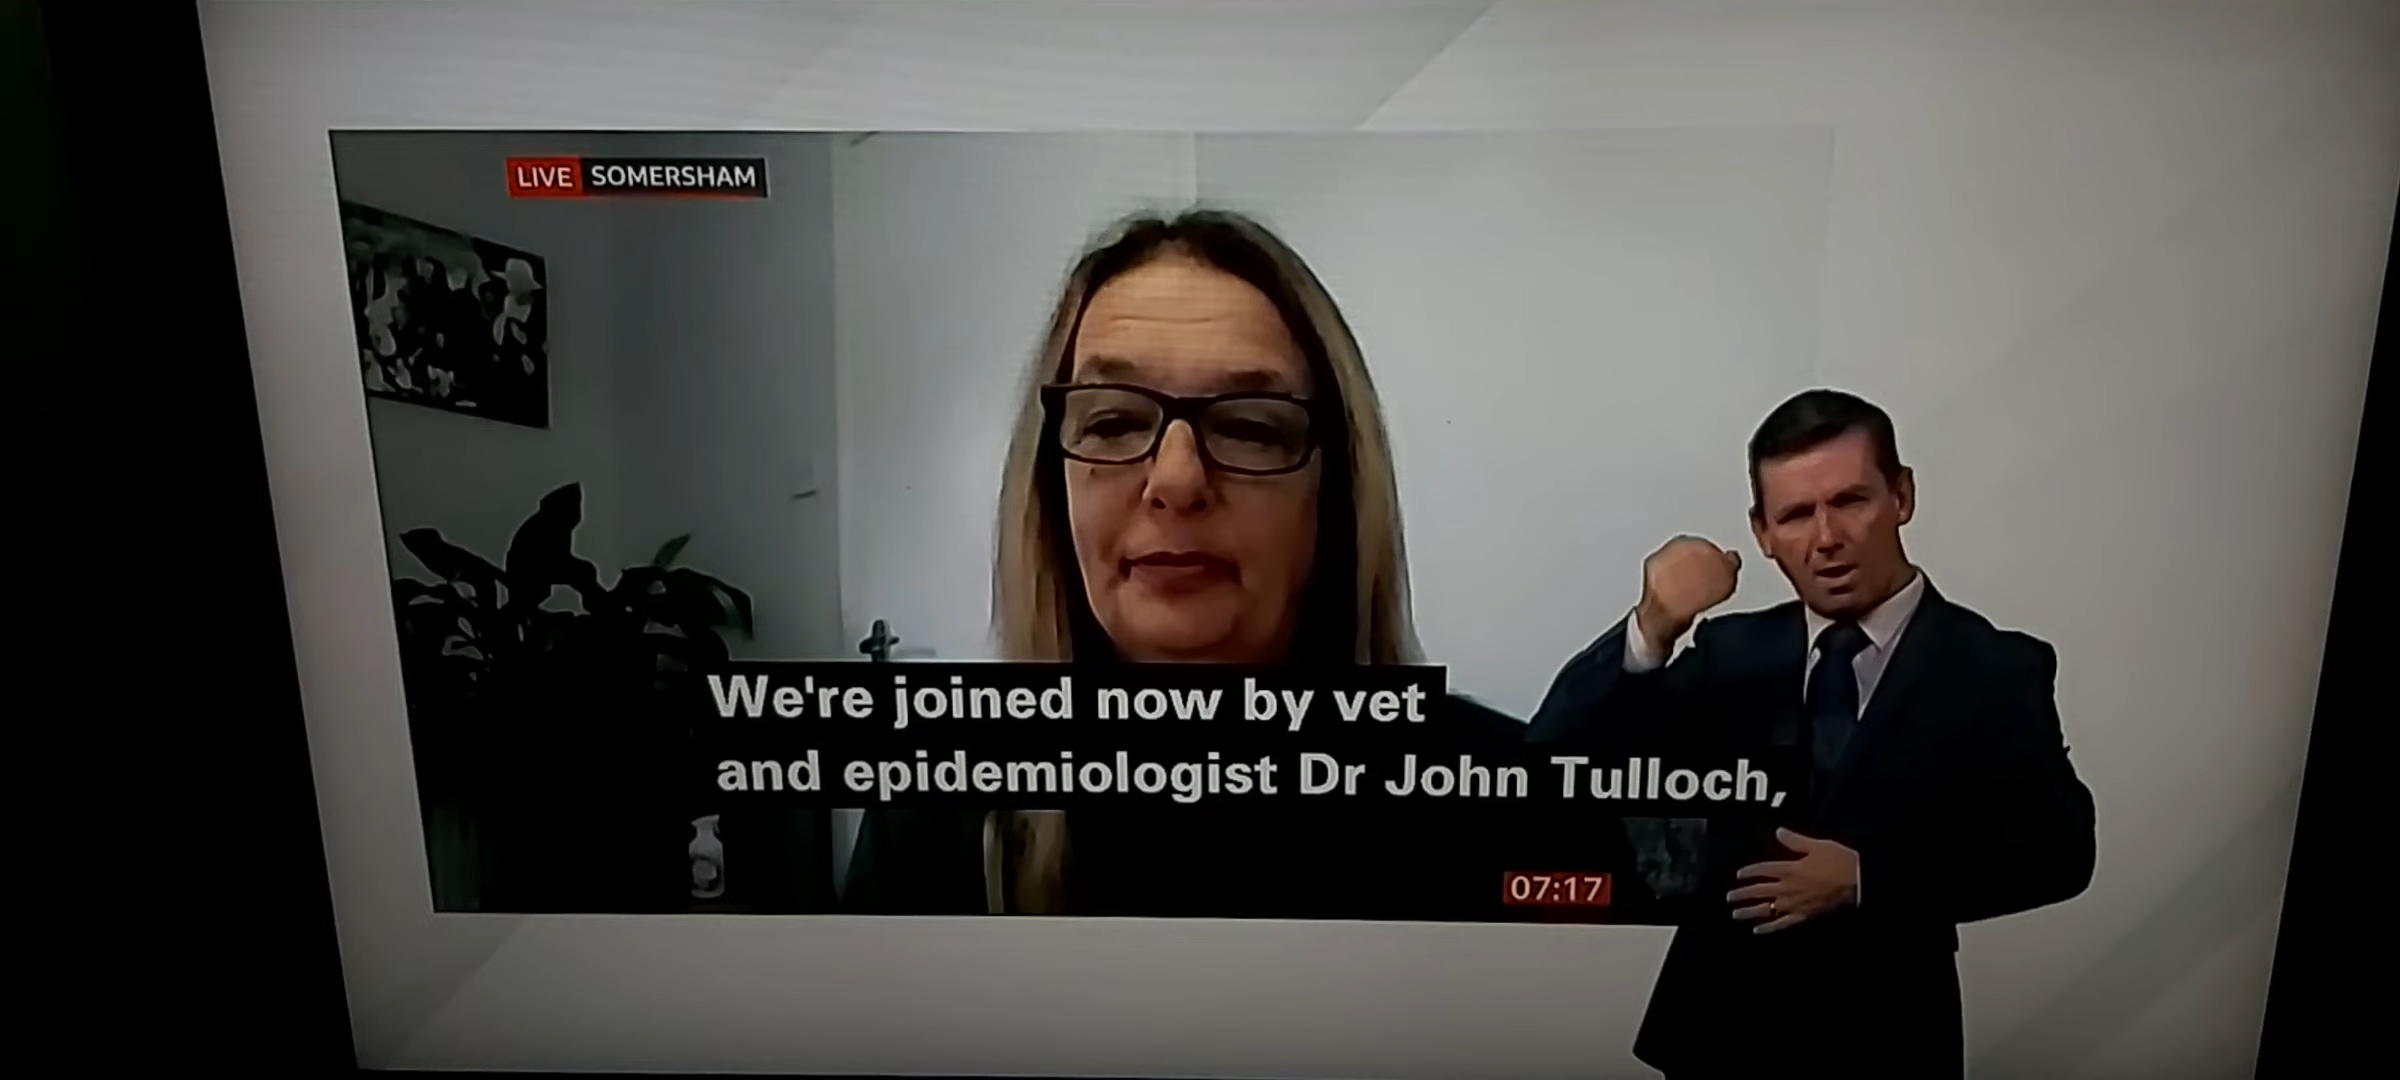 LIVE SOMERSHAM
We're joined now by vet
and epidemiologist Dr John Tulloch,
07:17